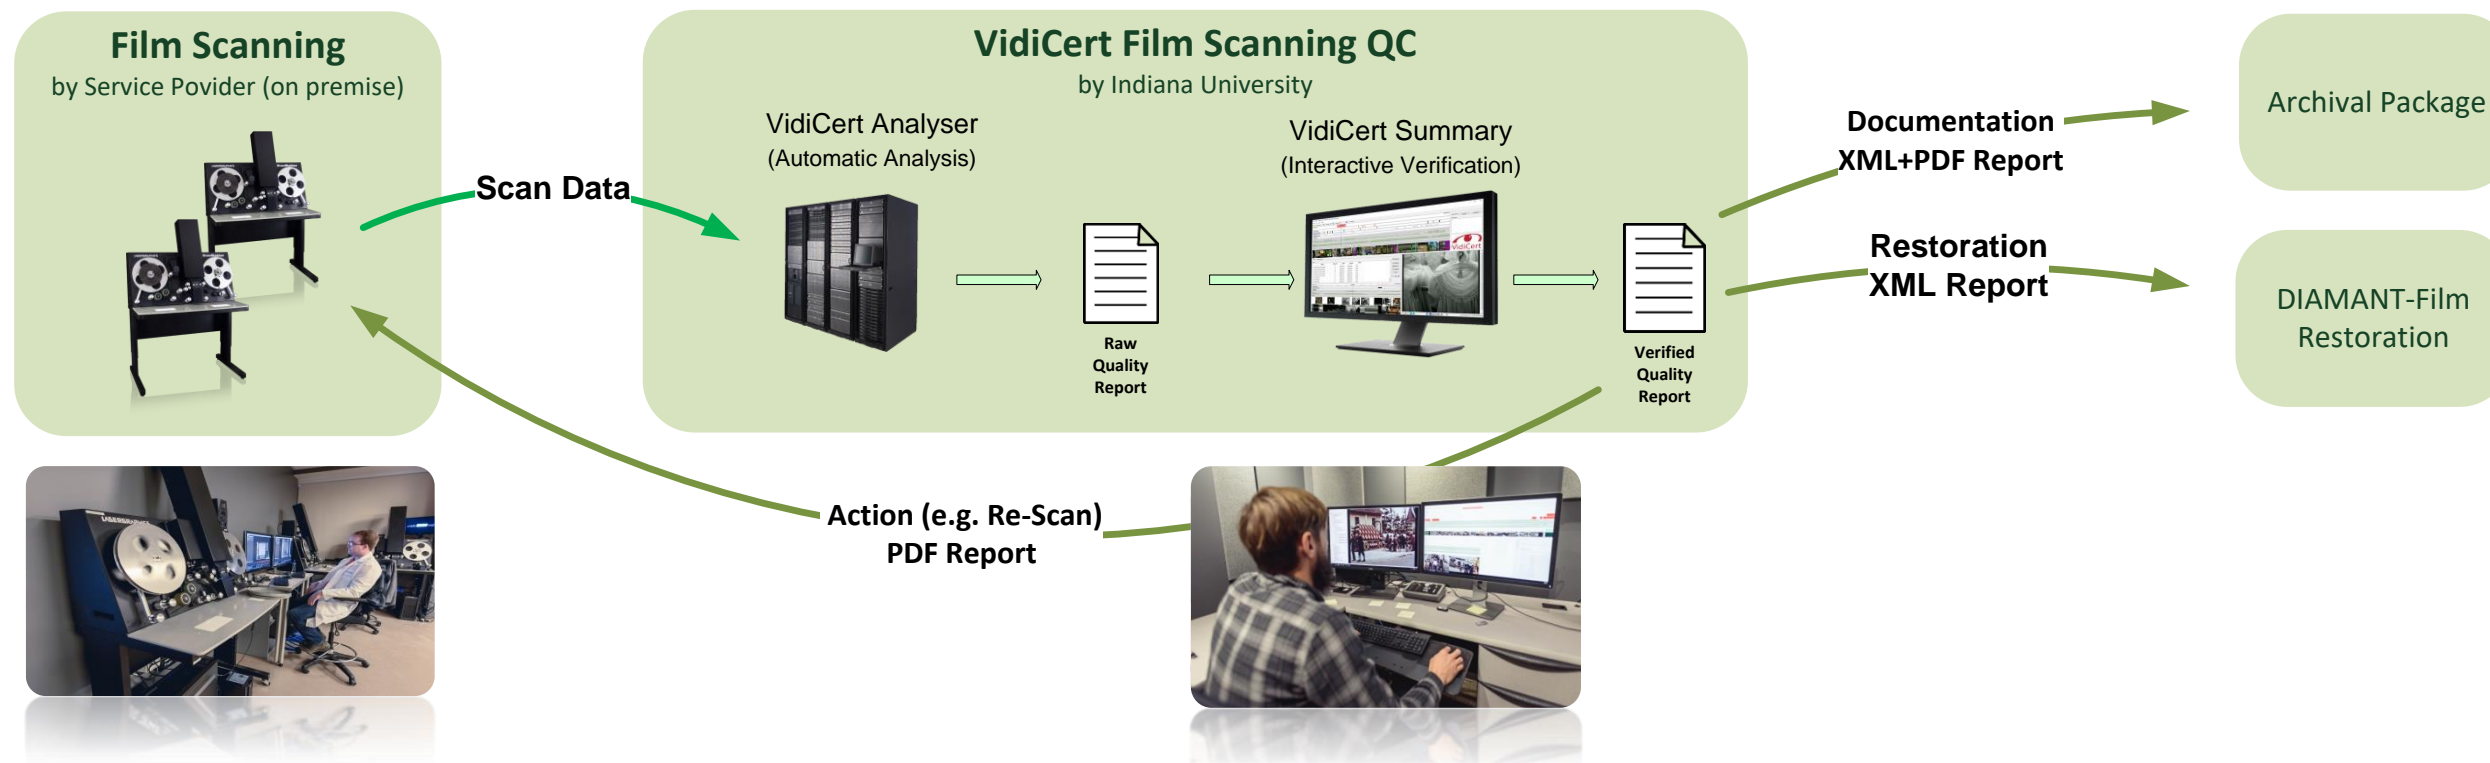 Film Scanning
by Service Povider (on premise)
Scan Data
VidiCert Film Scanning QC
by Indiana University
VidiCert Analyser
(Automatic Analysis)
Raw
Quality
Report
VidiCert Summary
(Interactive Verification)
VidiCert
Verified
Quality
Report
Documentation
XML+PDF Report
Restoration
XML Report
Archival Package
DIAMANT-Film
Restoration
Action (e.g. Re-Scan)
PDF Report
LASERGRAPHICS